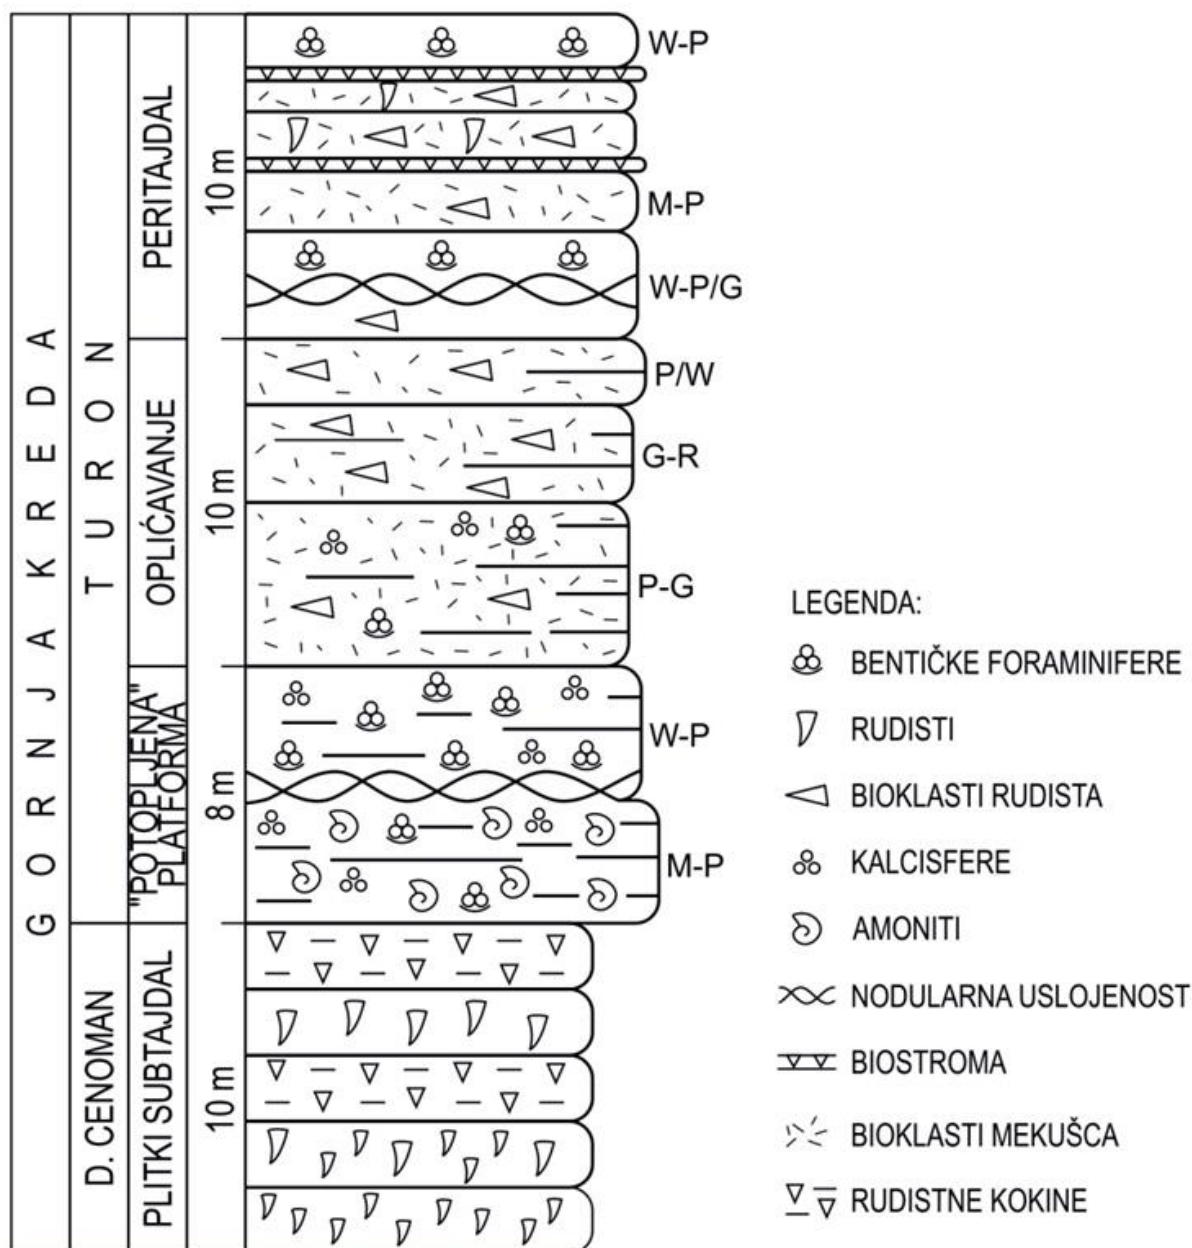 GORNJA KREDA
TURON
D. CENOMAN
PERITAJDAL
OPLIĆAVANJE
"POTOPLJENA"
PLATFORMA
PLITKI SUBTAJDAL
10 m
10 m
8 m
10 m
W-P
M-P
W-P/G
P/W
G-R
P-G
W-P
M-P
LEGENDA:
BENTIČKE FORAMINIFERE
RUDISTI
BIOKLASTI RUDISTA
KALCISFERE
AMONITI
NODULARNA USLOJENOST
BIOSTROMA
BIOKLASTI MEKUŠCA
RUDISTNE KOKINE